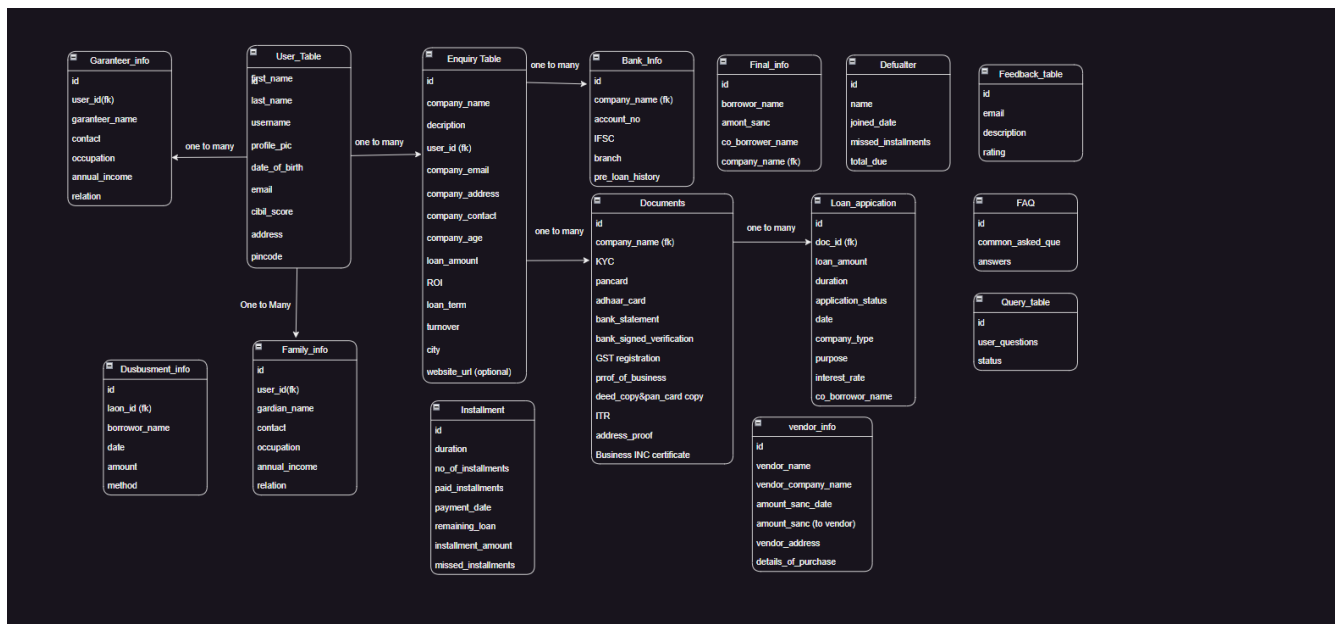 Garanteer_info
id
user_id(fk)
garanteer_name
contact
occupation
annual_income
relation
one to many
User_Table
id
first_name
last_name
username
profile_pic
date_of_birth
email
cibil_score
address
pincode
one to many
One to Many
Enquiry Table
id
company_name
decription
user_id (fk)
company_email
company_address
company_contact
company_age
loan_amount
ROI
loan_term
turnover
city
website_url (optional)
one to many
one to many
Bank_Info
id
company_name (fk)
account_no
IFSC
branch
pre_loan_history
Final_info
id
borrowor_name
amont_sanc
co_borrower_name
company_name (fk)
Defualter
id
name
joined_date
missed_installments
total_due
Feedback_table
id
email
description
rating
Documents
id
company_name (fk)
KYC
pancard
adhaar_card
bank_statement
bank_signed_verification
GST registration
prrof_of_business
deed_copy&pan_card copy
ITR
address_proof
Business INC certificate
one to many
Loan_appication
id
doc_id (fk)
loan_amount
duration
application_status
date
company_type
purpose
interest_rate
co_borrowor_name
FAQ
id
common_asked_que
answers
Query_table
id
user_questions
status
Dusbusment_info
id
laon_id (fk)
borrowor_name
date
amount
method
Family_info
id
user_id(fk)
gardian_name
contact
occupation
annual_income
relation
Installment
id
duration
no_of_installments
paid_installments
payment_date
remaining_loan
installment_amount
missed_installments
vendor_info
id
vendor_name
vendor_company_name
amount_sanc_date
amount_sanc (to vendor)
vendor_address
details_of_purchase